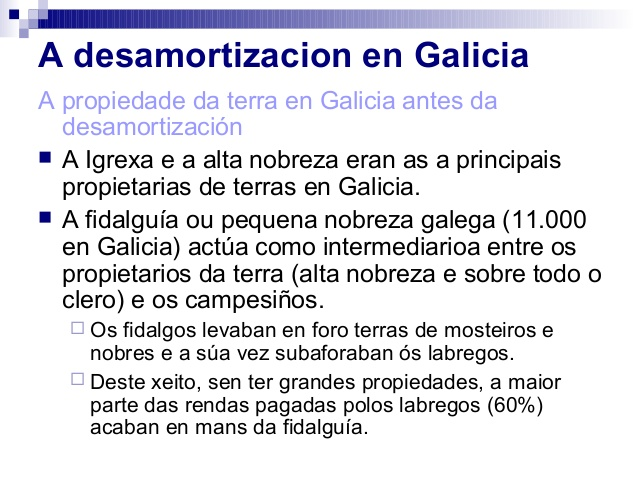 A desamortizacion en Galicia
A propiedade da terra en Galicia antes da
desamortización
A Igrexa e a alta nobreza eran as a principais
propietarias de terras en Galicia.
A fidalguía ou pequena nobreza galega (11.000
en Galicia) actúa como intermediarioa entre os
propietarios da terra (alta nobreza e sobre todo o
clero) e os campesiños.
Os fidalgos levaban en foro terras de mosteiros e
nobres e a súa vez subaforaban ós labregos.
Deste xeito, sen ter grandes propiedades, a maior
parte das rendas pagadas polos labregos (60%)
acaban en mans da fidalguía.